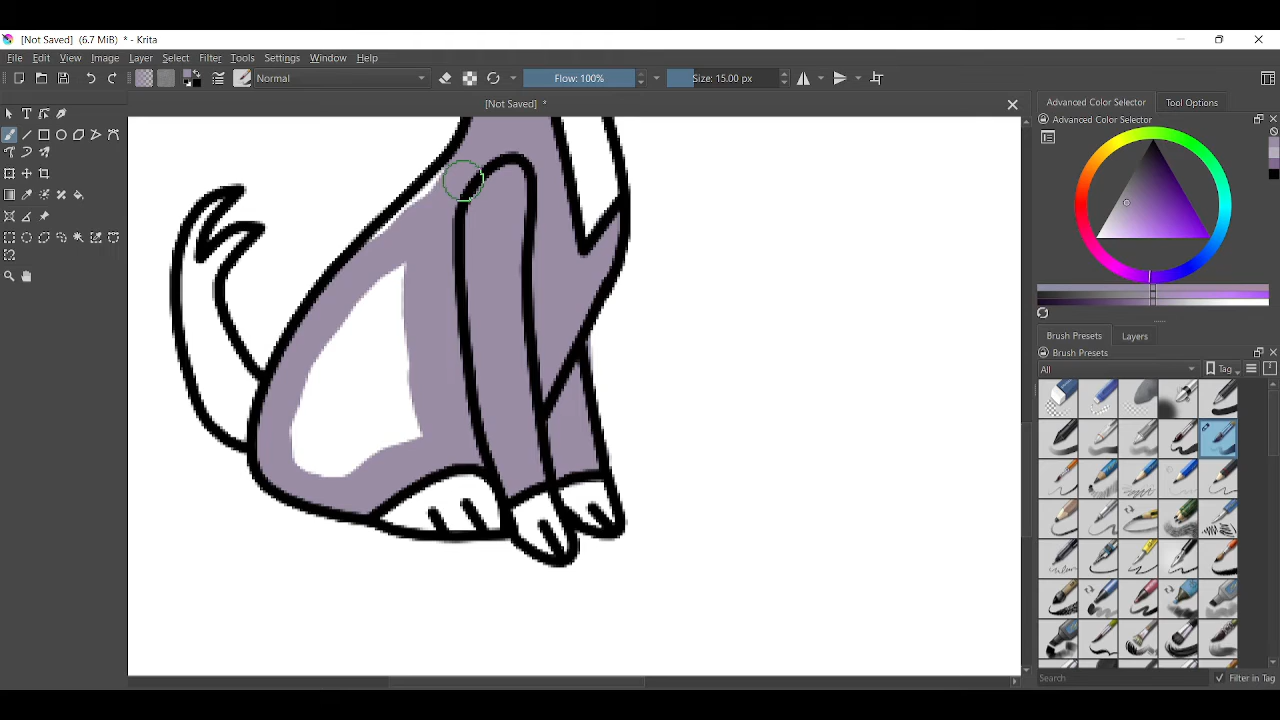 [Not Saved] (6.7 MiB) * - Krita
File Edit View Image Layer Select Filter Tools Settings Window Help
Normal Flow: 100% Size: 15.00 px
[Not Saved] *
Advanced Color Selector Tool Options
Advanced Color Selector
Brush Presets Layers
Brush Presets
All Tag
Search Filter in Tag